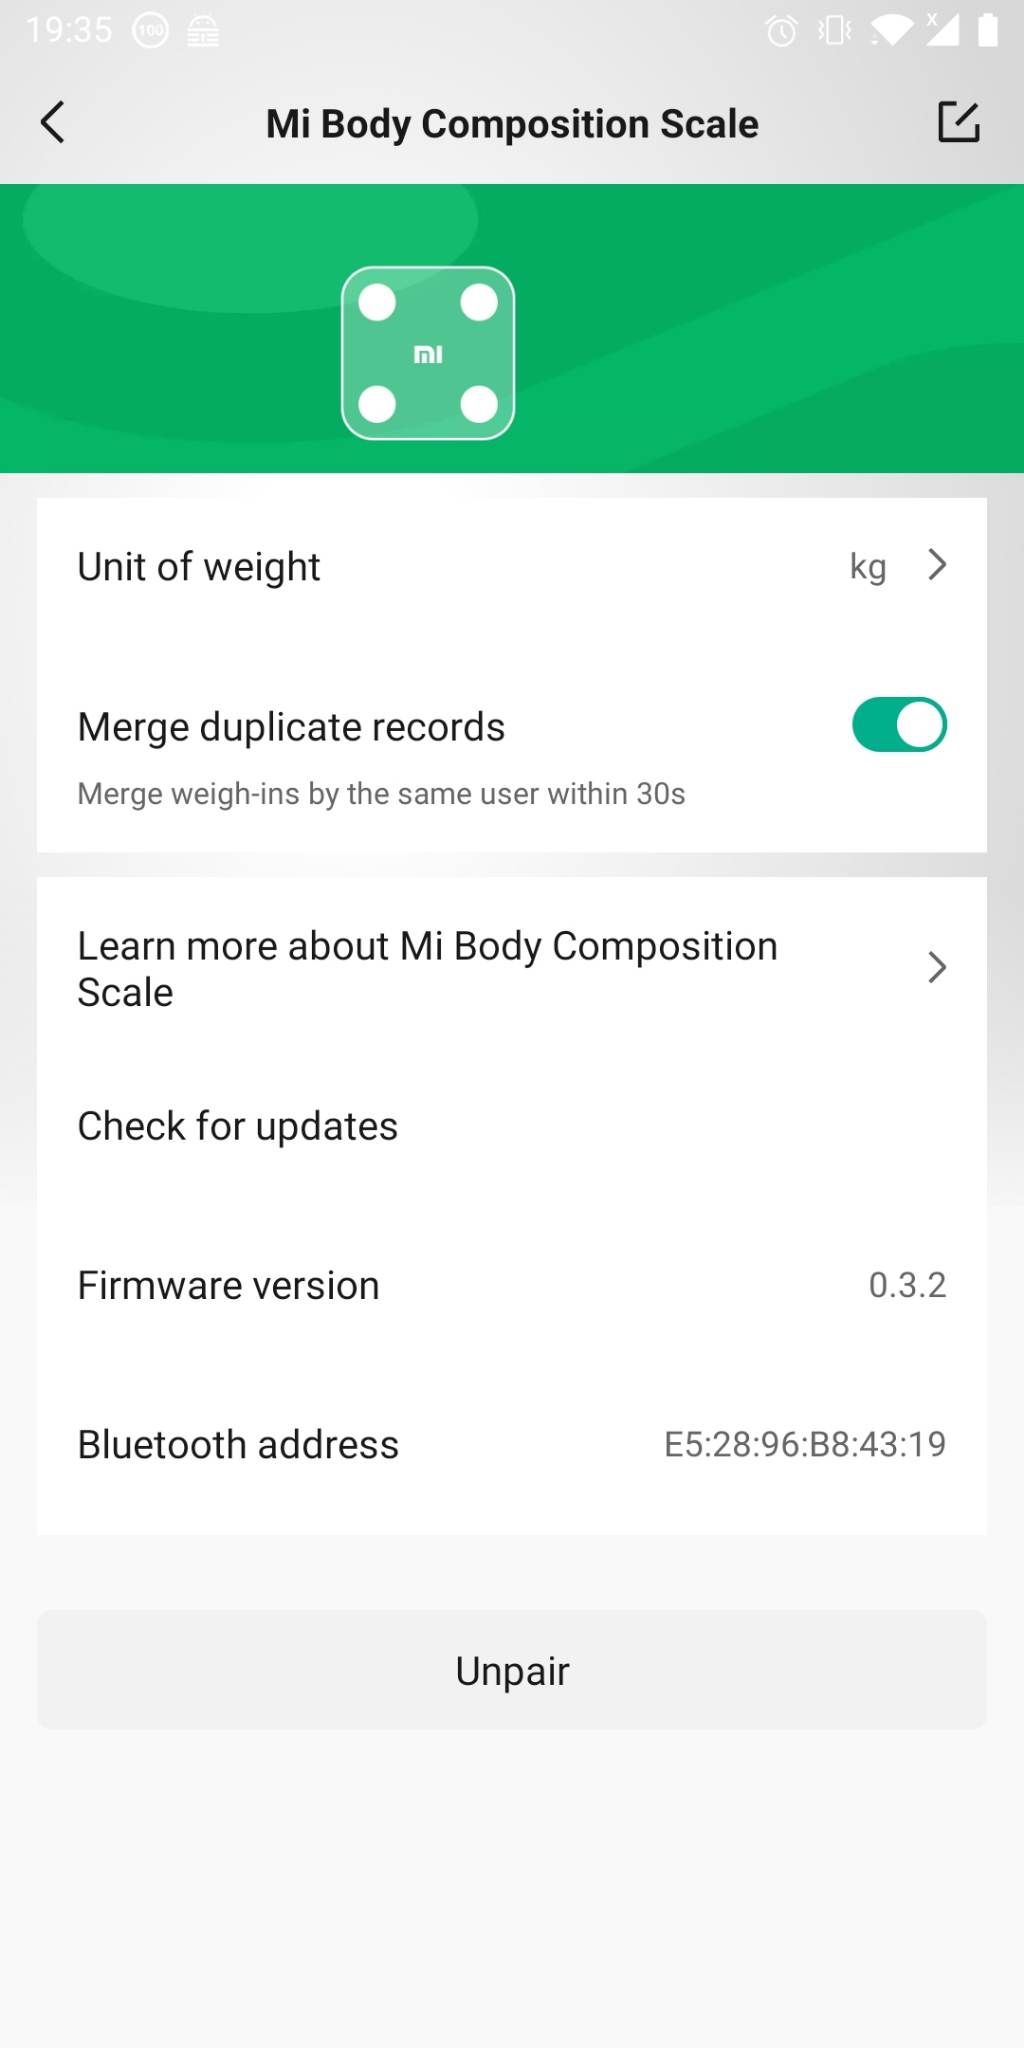 19:35 100
Mi Body Composition Scale
mi
Unit of weight kg
Merge duplicate records
Merge weigh-ins by the same user within 30s
Learn more about Mi Body Composition
Scale
Check for updates
Firmware version 0.3.2
Bluetooth address E5:28:96:B8:43:19
Unpair